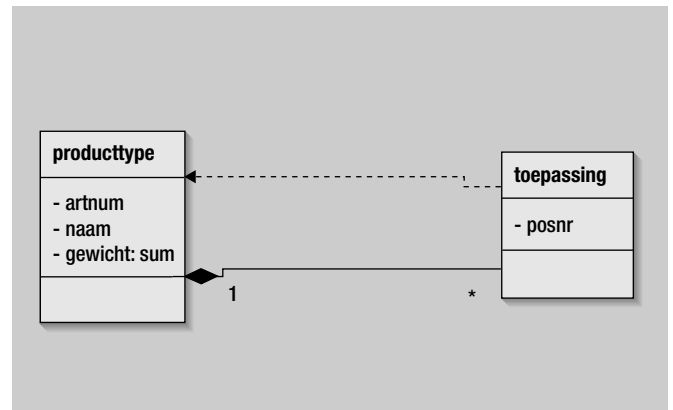 producttype
- artnum
- naam
- gewicht: sum
toepassing
- posnr
1
*